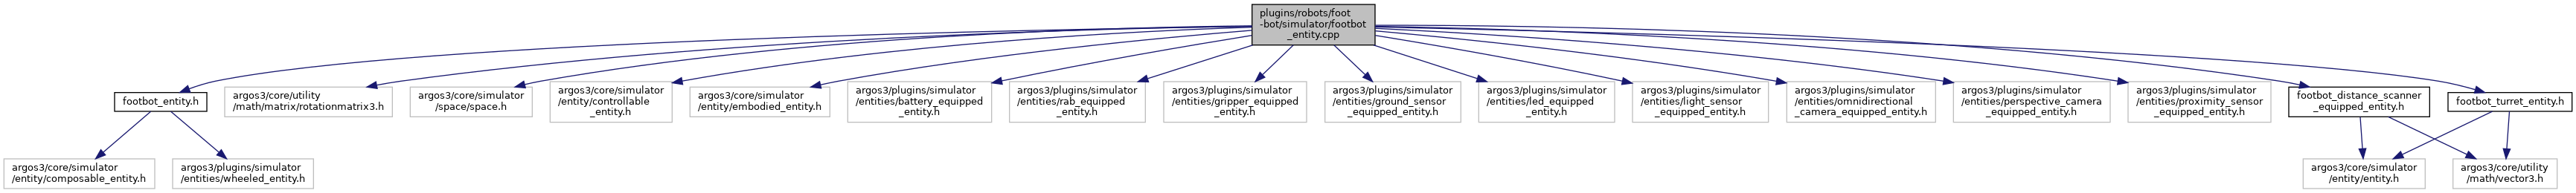 plugins/robots/foot
-bot/simulator/footbot
_entity.cpp
footbot_entity.h
argos3/core/utility
/math/matrix/rotationmatrix3.h
argos3/core/simulator
/space/space.h
argos3/core/simulator
/entity/controllable
_entity.h
argos3/core/simulator
/entity/embodied_entity.h
argos3/plugins/simulator
/entities/battery_equipped
_entity.h
argos3/plugins/simulator
/entities/rab_equipped
_entity.h
argos3/plugins/simulator
/entities/gripper_equipped
_entity.h
argos3/plugins/simulator
/entities/ground_sensor
_equipped_entity.h
argos3/plugins/simulator
/entities/led_equipped
_entity.h
argos3/plugins/simulator
/entities/light_sensor
_equipped_entity.h
argos3/plugins/simulator
/entities/omnidirectional
_camera_equipped_entity.h
argos3/plugins/simulator
/entities/perspective_camera
_equipped_entity.h
argos3/plugins/simulator
/entities/proximity_sensor
_equipped_entity.h
footbot_distance_scanner
_equipped_entity.h
footbot_turret_entity.h
argos3/core/simulator
/entity/composable_entity.h
argos3/plugins/simulator
/entities/wheeled_entity.h
argos3/core/simulator
/entity/entity.h
argos3/core/utility
/math/vector3.h